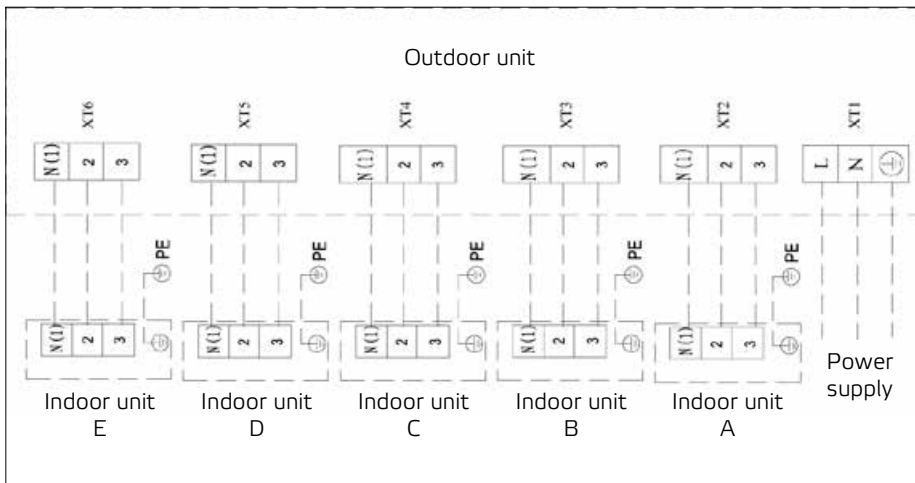 Outdoor unit
XT6
XT5
XT4
XT3
XT2
XT1
N(1) 2 3
N(1) 2 3
N(1) 2 3
N(1) 2 3
N(1) 2 3
L N
PE
PE
PE
PE
PE
N(1) 2 3
N(1) 2 3
N(1) 2 3
N(1) 2 3
N(1) 2 3
Power
supply
Indoor unit
E
Indoor unit
D
Indoor unit
C
Indoor unit
B
Indoor unit
A